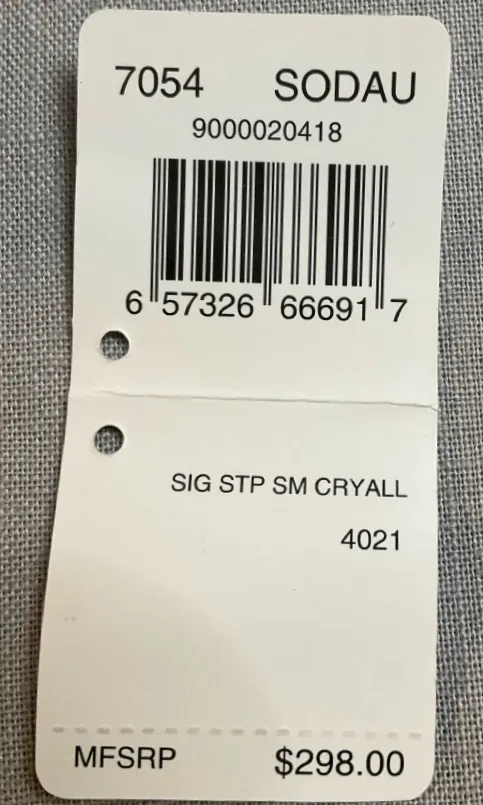 7054 SODAU
9000020418
6 57326 66691 7
SIG STP SM CRYALL
4021
MFSRP $298.00